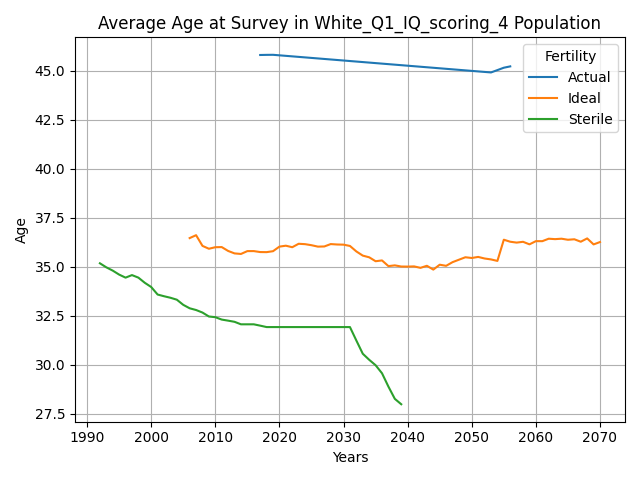 Average Age at Survey in White_Q1_IQ_scoring_4 Population
Fertility
Actual
Ideal
Sterile
45.0
42.5
40.0
37.5
35.0
32.5
30.0
27.5
Age
1990 2000 2010 2020 2030 2040 2050 2060 2070
Years